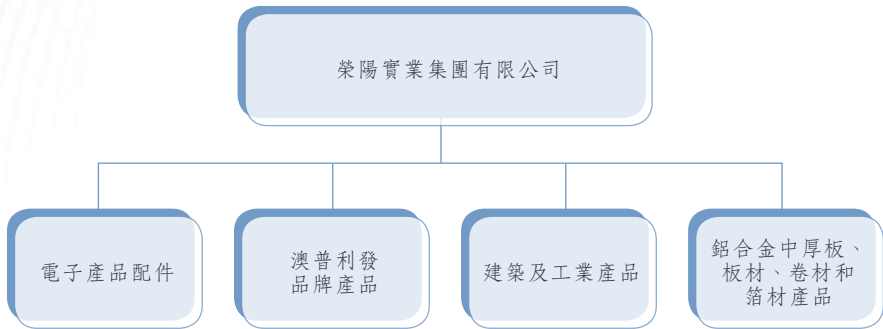 榮陽實業集團有限公司
電子產品配件
澳普利發
品牌產品
建築及工業產品
鋁合金中厚板、
板材、卷材和
箔材產品